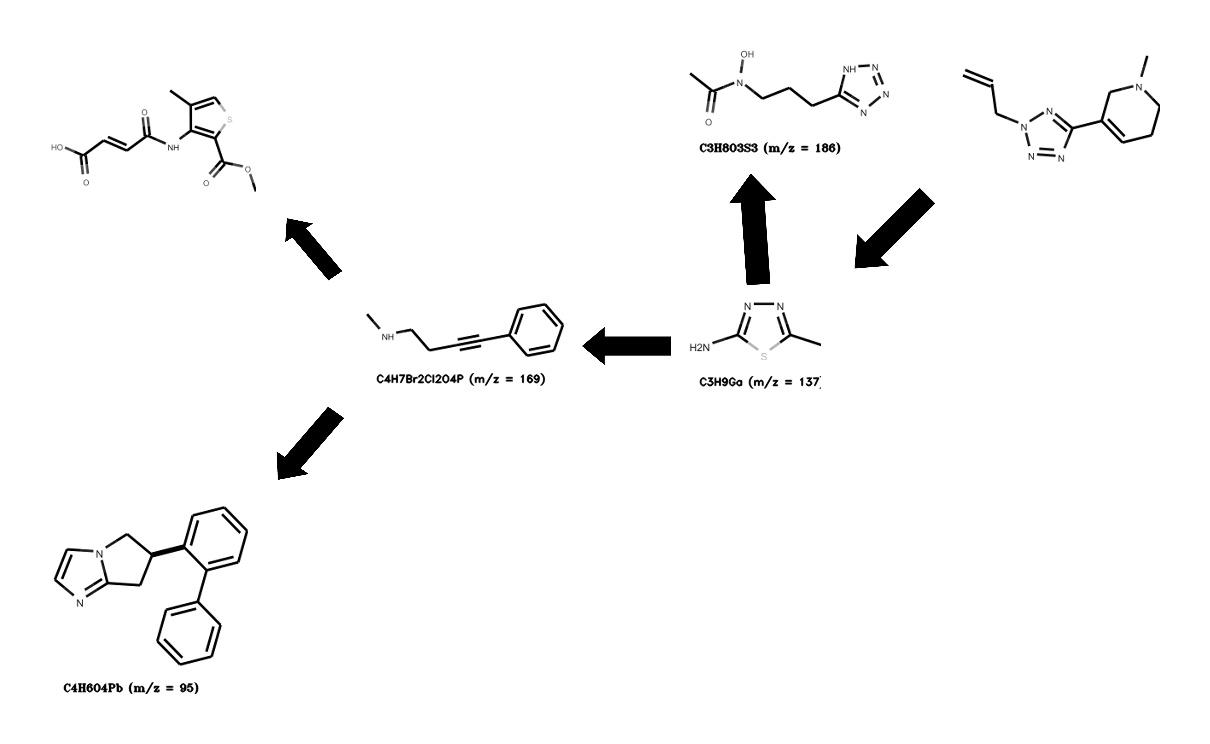 OH
N
NH
N
N
N
O
C3H8O3S3 (m/z = 186)
N
N
N
N
N
O
HO
O
NH
S
O
O
O
NH
C4H7Br2Cl2O4P (m/z = 169)
N
N
H2N
S
C3H9Ga (m/z = 137)
N
N
C4H6O4Pb (m/z = 95)